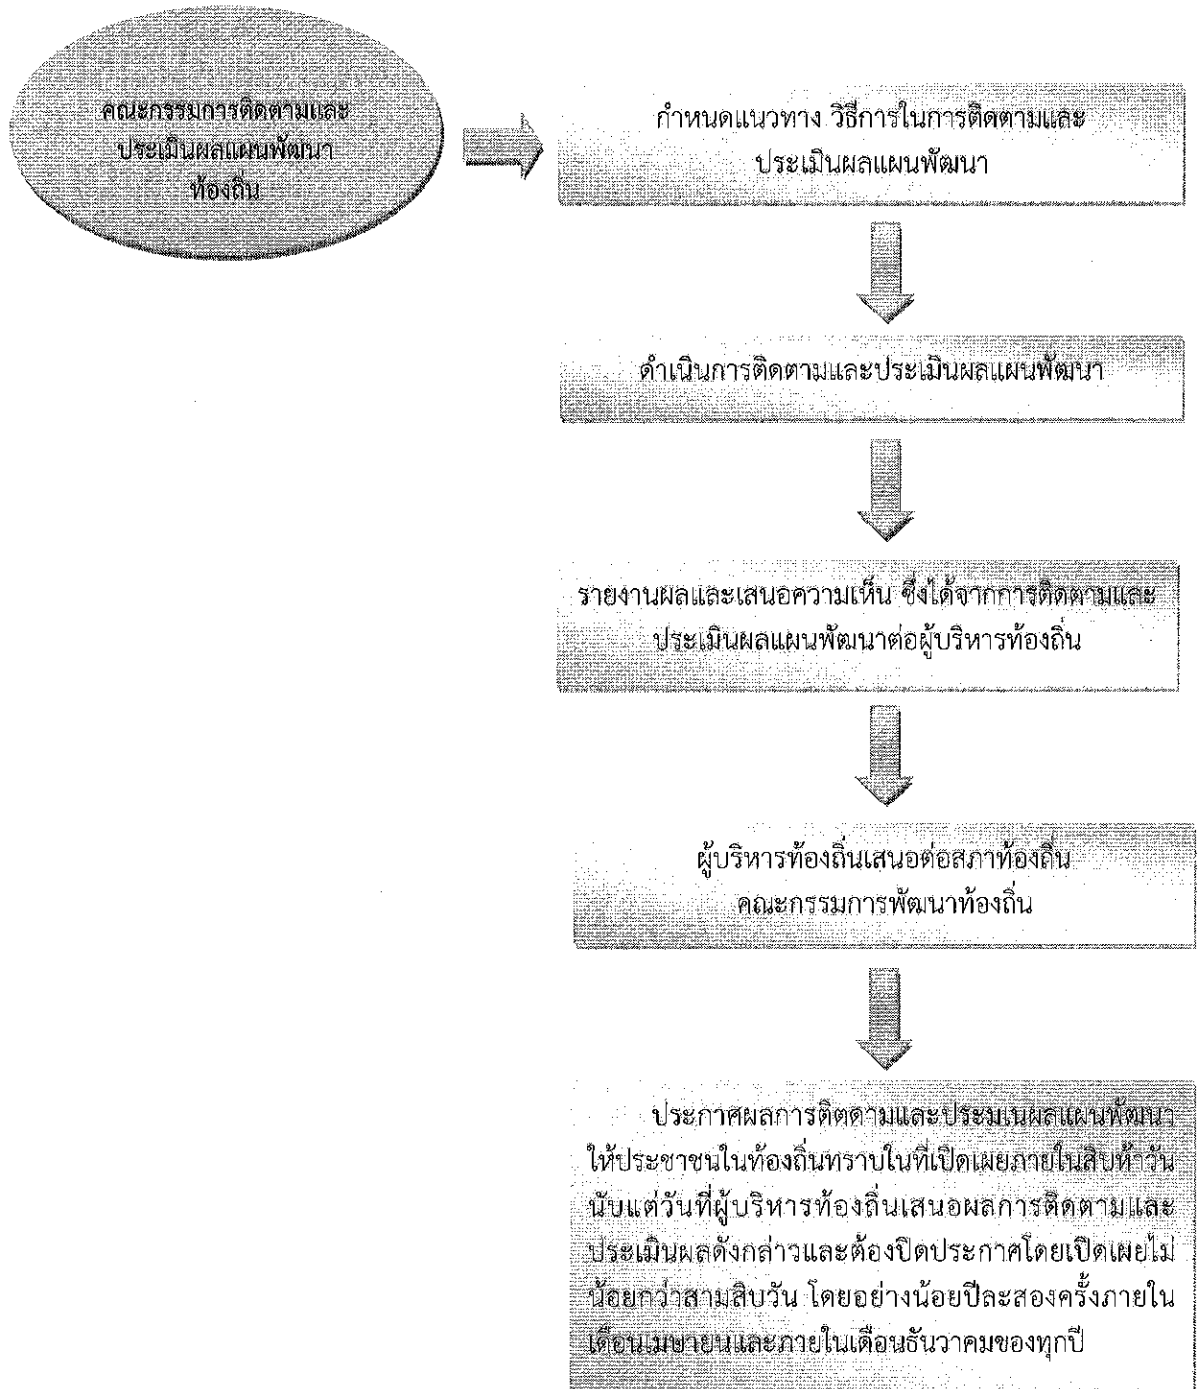 คณะกรรมการติดตามและ
ประเมินผลแผนพัฒนา
ท้องถิ่น
กำหนดแนวทาง วิธีการในการติดตามและ
ประเมินผลแผนพัฒนา
ดำเนินการติดตามและประเมินผลแผนพัฒนา
รายงานผลและเสนอความเห็น ซึ่งได้จากการติดตามและ
ประเมินผลแผนพัฒนาต่อผู้บริหารท้องถิ่น
ผู้บริหารท้องถิ่นเสนอต่อสภาท้องถิ่น
คณะกรรมการพัฒนาท้องถิ่น
ประกาศผลการติดตามและประเมินผลแผนพัฒนา
ให้ประชาชนในท้องถิ่นทราบในที่เปิดเผยภายในสิบห้าวัน
นับแต่วันที่ผู้บริหารท้องถิ่นเสนอผลการติดตามและ
ประเมินผลดังกล่าวและต้องปิดประกาศโดยเปิดเผยไม่
น้อยกว่าสามสิบวัน โดยอย่างน้อยปีละสองครั้งภายใน
เดือนเมษายนและภายในเดือนธันวาคมของทุกปี